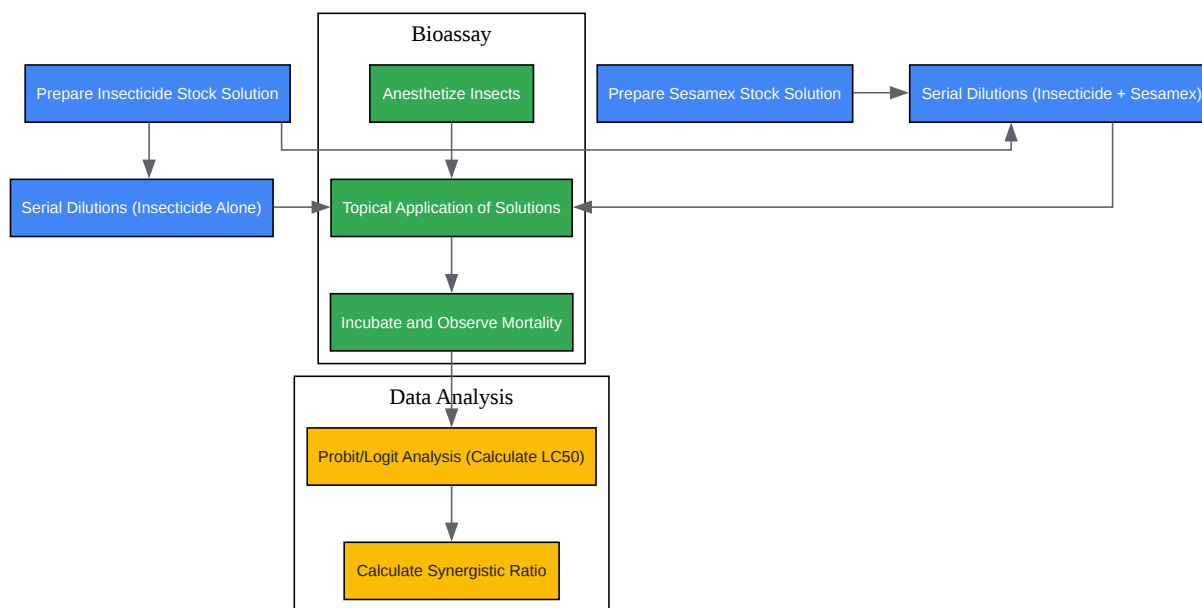 Bioassay
Prepare Insecticide Stock Solution
Anesthetize Insects
Prepare Sesamex Stock Solution
Serial Dilutions (Insecticide + Sesamex)
Serial Dilutions (Insecticide Alone)
Topical Application of Solutions
Incubate and Observe Mortality
Data Analysis
Probit/Logit Analysis (Calculate LC50)
Calculate Synergistic Ratio